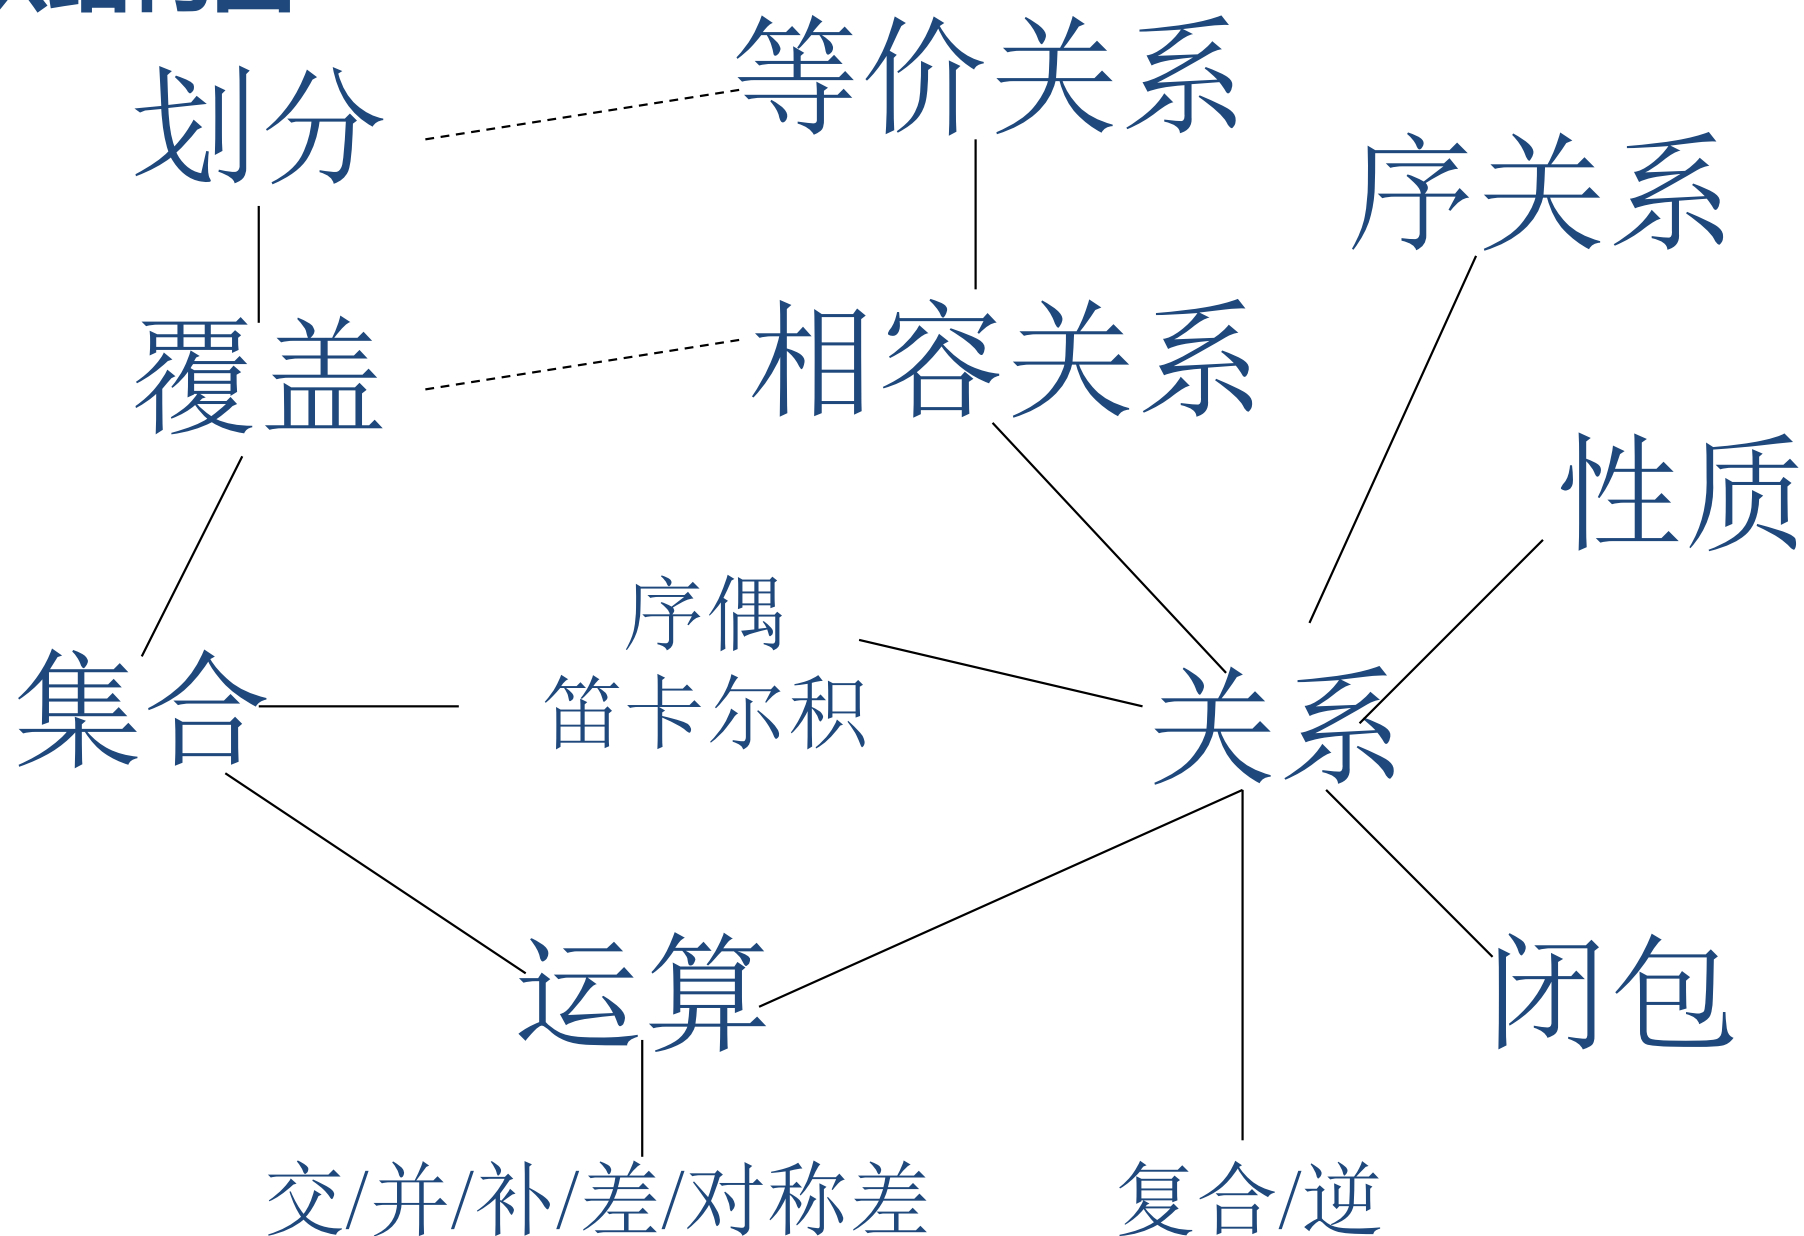 等价关系
划分
序关系
覆盖
相容关系
性质
序偶
笛卡尔积
集合
关系
运算
闭包
交/并/补/差/对称差
复合/逆